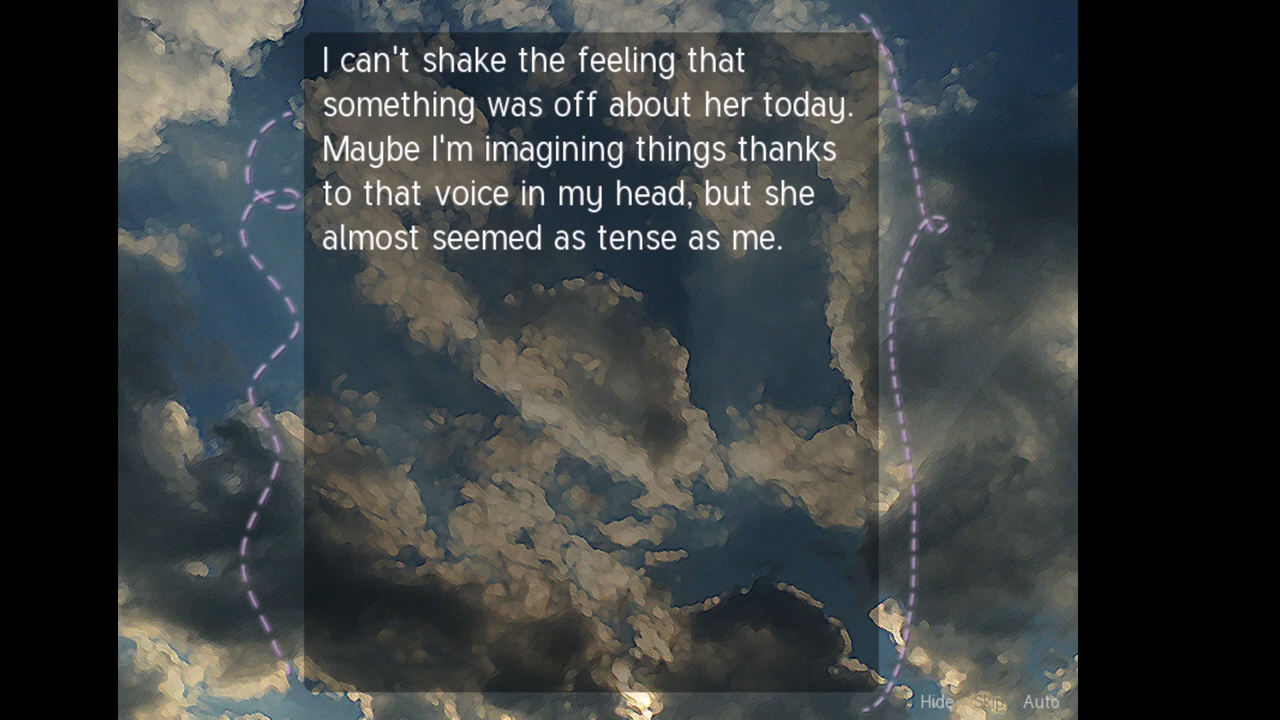 I can't shake the feeling that
something was off about her today.
Maybe I'm imagining things thanks
to that voice in my head, but she
almost seemed as tense as me.
Hide Skip Auto